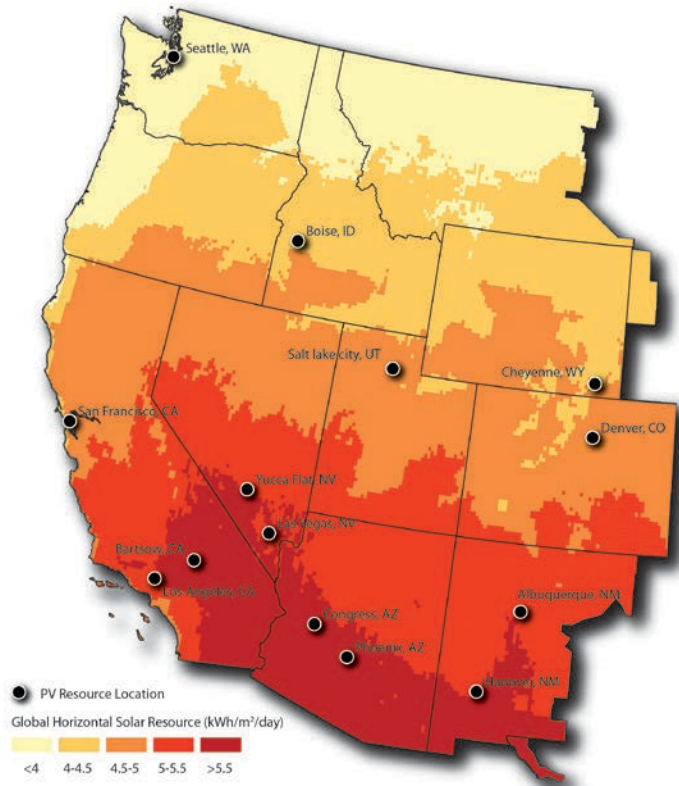 Seattle, WA
Boise, ID
Salt lake city, UT
Cheyenne, WY
San Francisco, CA
Denver, CO
Yucca Flat, NV
Las Vegas, NV
Bartsow, CA
Los Angeles, CA
Albuquerque, NM
Congress, AZ
Phoenix, AZ
NM
PV Resource Location
Global Horizontal Solar Resource (kWh/m²/day)
<4 4-4.5 4.5-5 5-5.5 >5.5